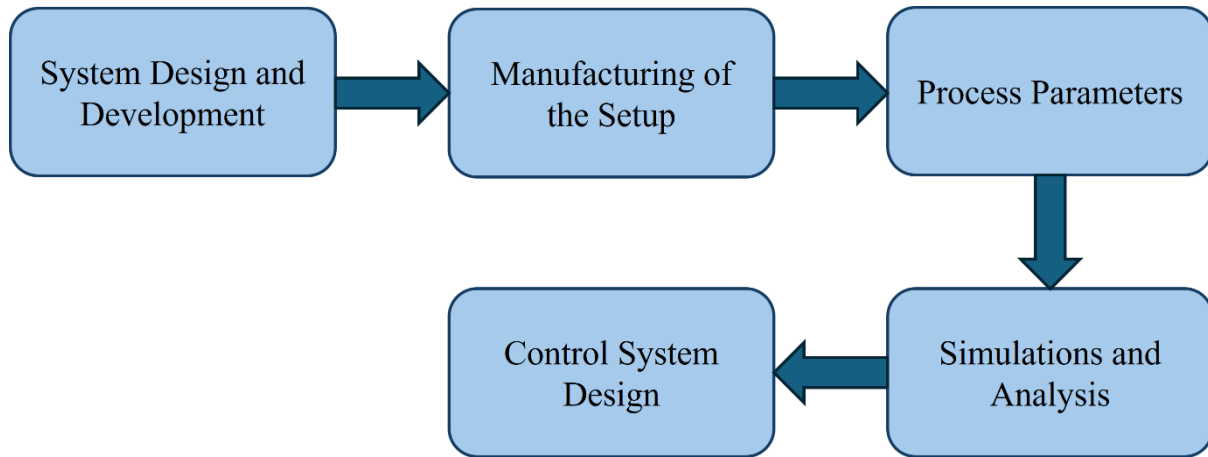 System Design and
Development
Manufacturing of
the Setup
Process Parameters
Simulations and
Analysis
Control System
Design